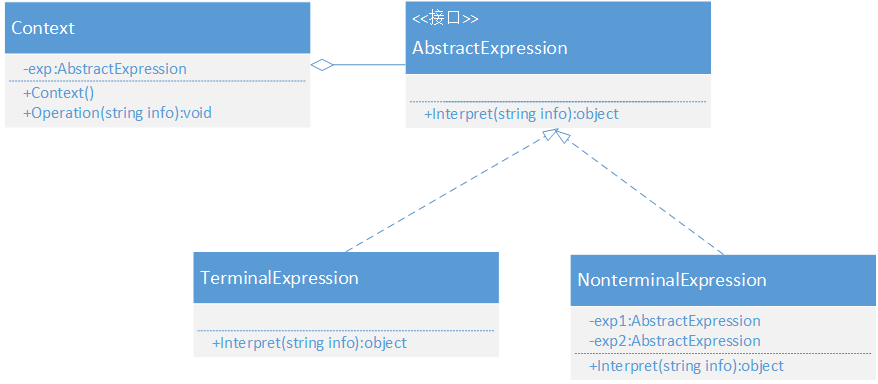 Context
-exp:AbstractExpression
+Context()
+Operation(string info):void
<<接口>>
AbstractExpression
+Interpret(string info):object
TerminalExpression
+Interpret(string info):object
NonterminalExpression
-exp1:AbstractExpression
-exp2:AbstractExpression
+Interpret(string info):object